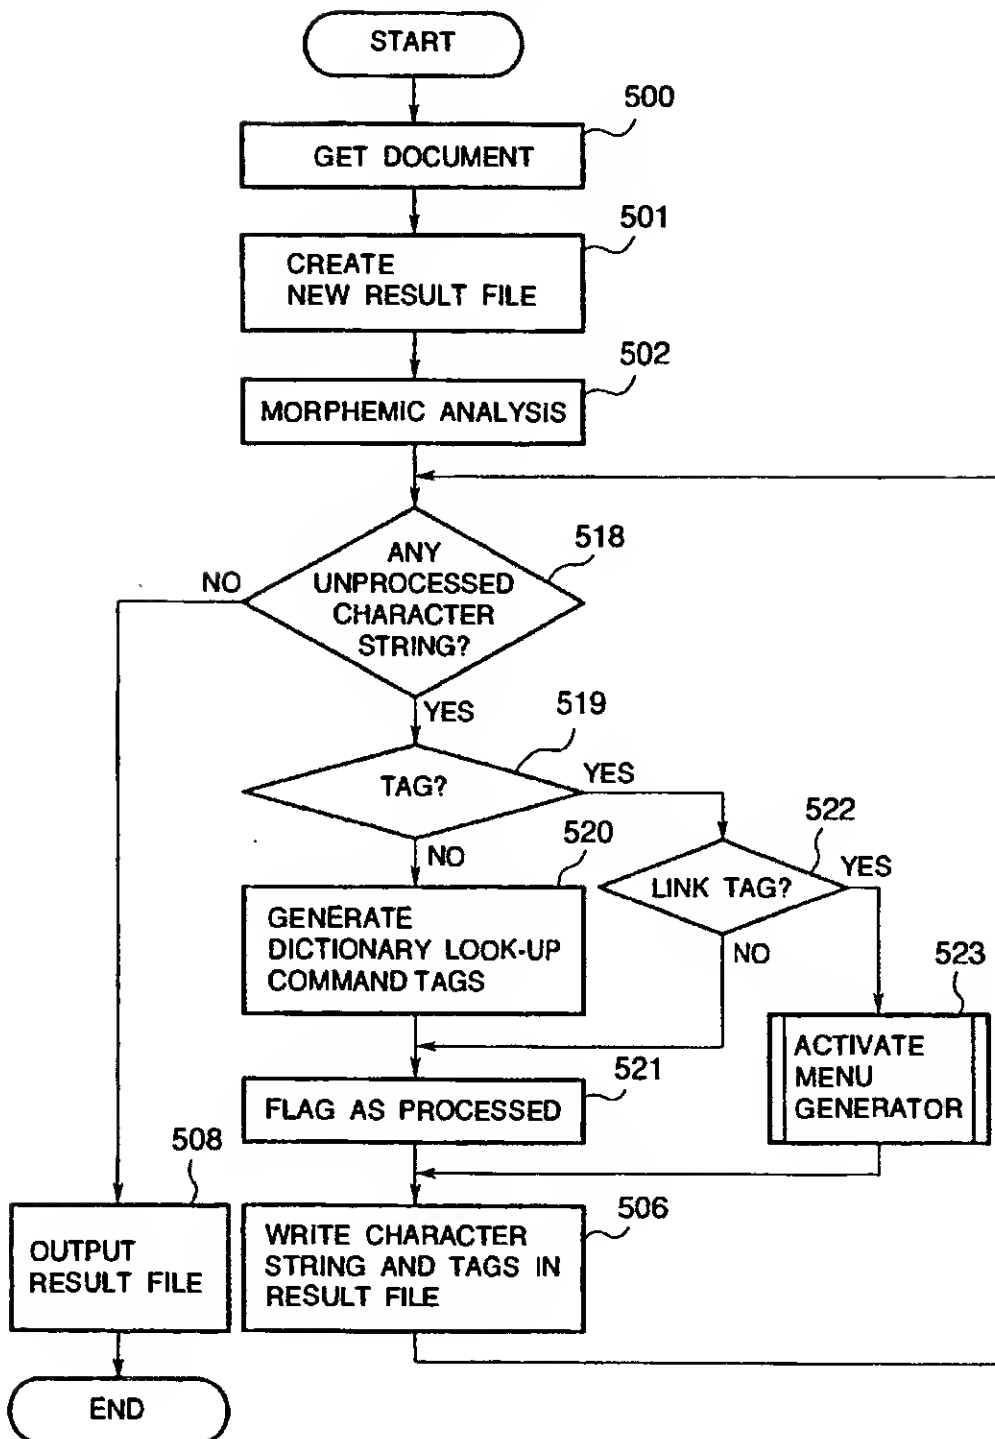 START
500
GET DOCUMENT
501
CREATE
NEW RESULT FILE
502
MORPHEMIC ANALYSIS
518
ANY
UNPROCESSED
CHARACTER
STRING?
NO
YES
519
TAG?
YES
NO
522
LINK TAG?
YES
NO
520
GENERATE
DICTIONARY LOOK-UP
COMMAND TAGS
523
ACTIVATE
MENU
GENERATOR
521
FLAG AS PROCESSED
508
OUTPUT
RESULT FILE
506
WRITE CHARACTER
STRING AND TAGS IN
RESULT FILE
END